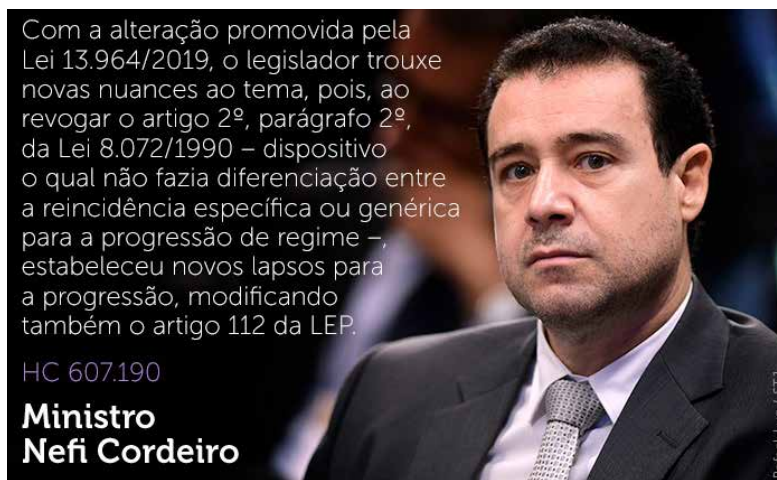 Com a alteração promovida pela
Lei 13.964/2019, o legislador trouxe
novas nuances ao tema, pois, ao
revogar o artigo 2º, parágrafo 2º,
da Lei 8.072/1990 – dispositivo
o qual não fazia diferenciação entre
a reincidência específica ou genérica
para a progressão de regime –,
estabeleceu novos lapsos para
a progressão, modificando
também o artigo 112 da LEP.
HC 607.190
Ministro
Nefi Cordeiro